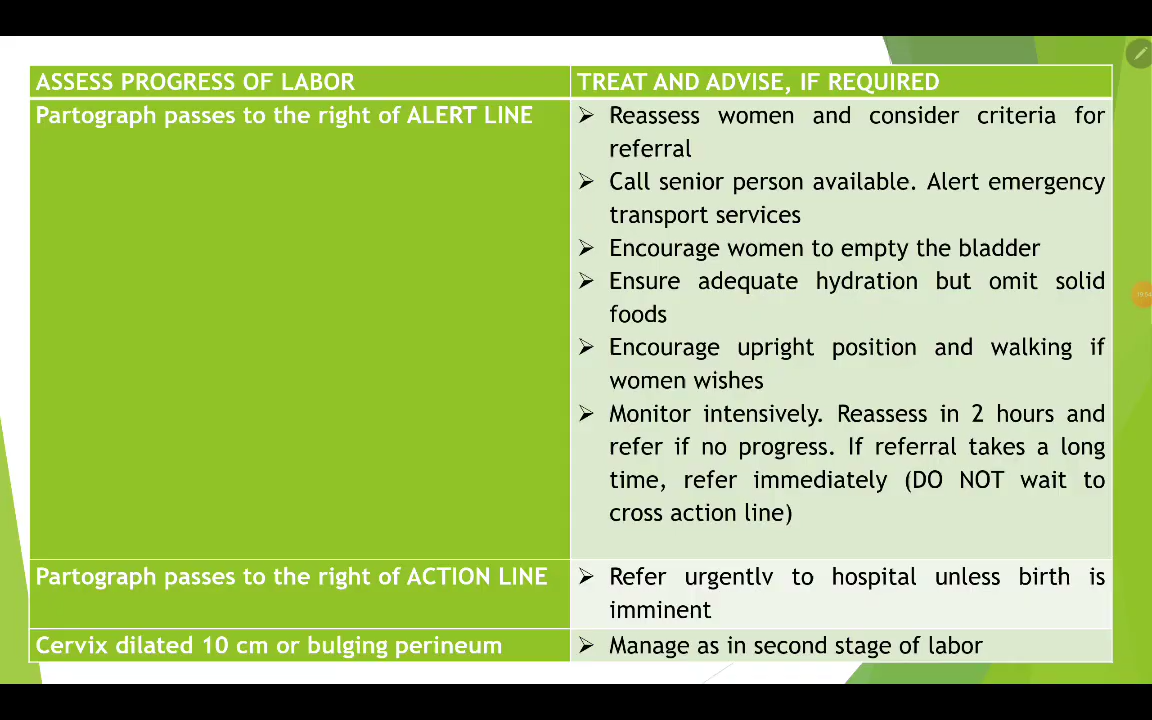 ASSESS PROGRESS OF LABOR
TREAT AND ADVISE, IF REQUIRED
Partograph passes to the right of ALERT LINE
➢ Reassess women and consider criteria for
referral
➢ Call senior person available. Alert emergency
transport services
➢ Encourage women to empty the bladder
➢ Ensure adequate hydration but omit solid
foods
➢ Encourage upright position and walking if
women wishes
➢ Monitor intensively. Reassess in 2 hours and
refer if no progress. If referral takes a long
time, refer immediately (DO NOT wait to
cross action line)
Partograph passes to the right of ACTION LINE
➢ Refer urgently to hospital unless birth is
imminent
Cervix dilated 10 cm or bulging perineum
➢ Manage as in second stage of labor